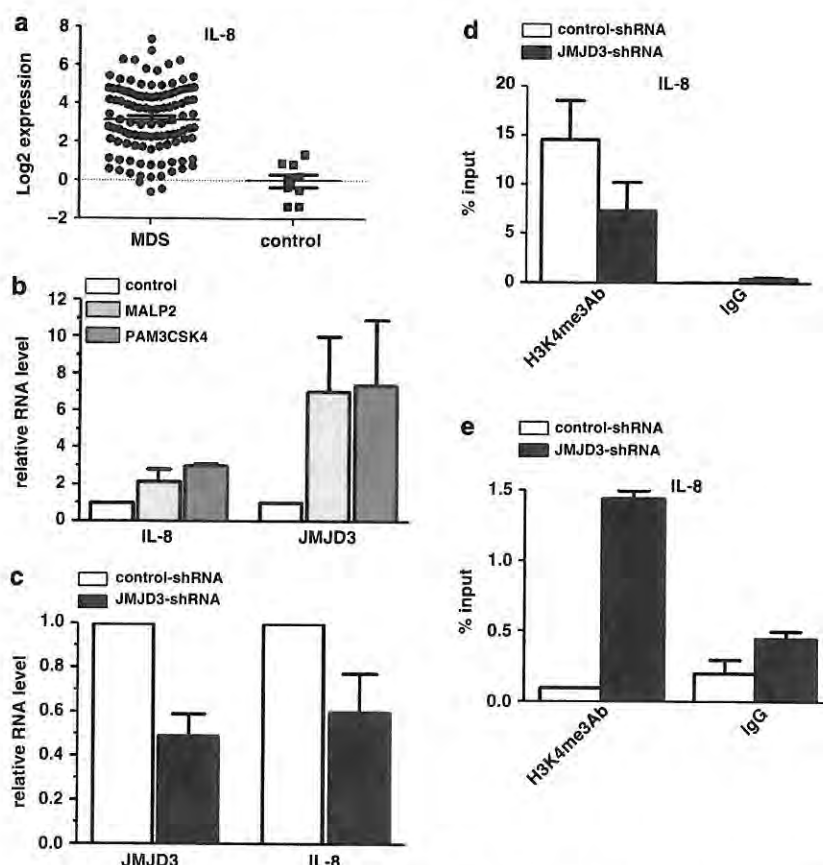 a
IL-8
Log2 expression
8
6
4
2
0
−2
MDS
control
b
control
MALP2
PAM3CSK4
relative RNA level
12
10
8
6
4
2
0
IL-8
JMJD3
c
control-shRNA
JMJD3-shRNA
relative RNA level
1.0
0.8
0.6
0.4
0.2
0.0
JMJD3
IL-8
d
control-shRNA
JMJD3-shRNA
IL-8
% input
20
15
10
5
0
H3K4me3Ab
IgG
e
control-shRNA
JMJD3-shRNA
IL-8
% input
1.5
1.0
0.5
0.0
H3K4me3Ab
IgG